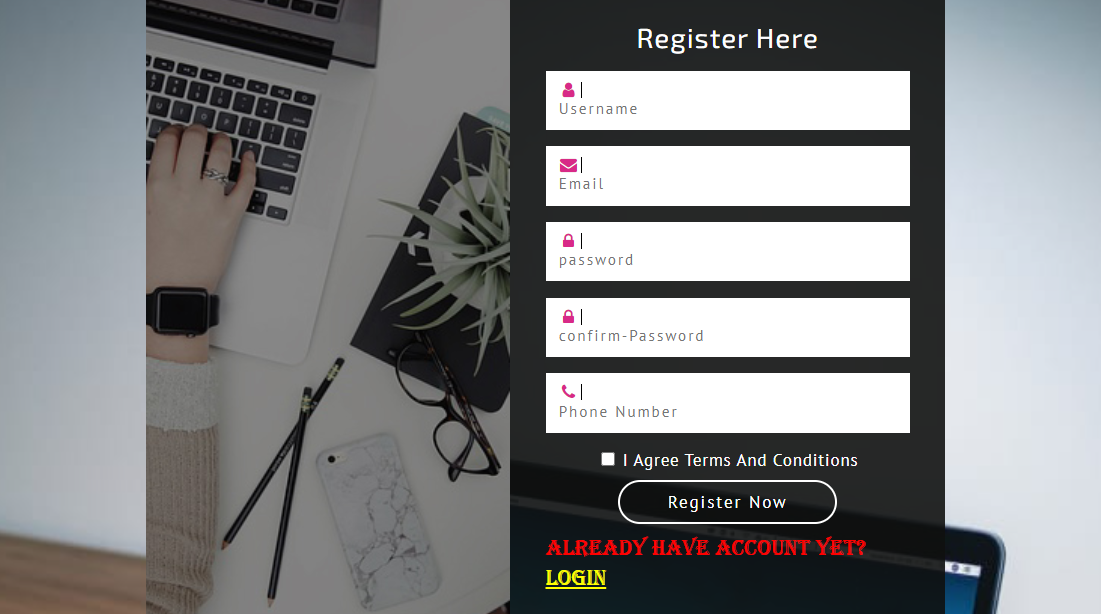 Register Here
Username
Email
password
confirm-Password
Phone Number
I Agree Terms And Conditions
Register Now
ALREADY HAVE ACCOUNT YET?
LOGIN